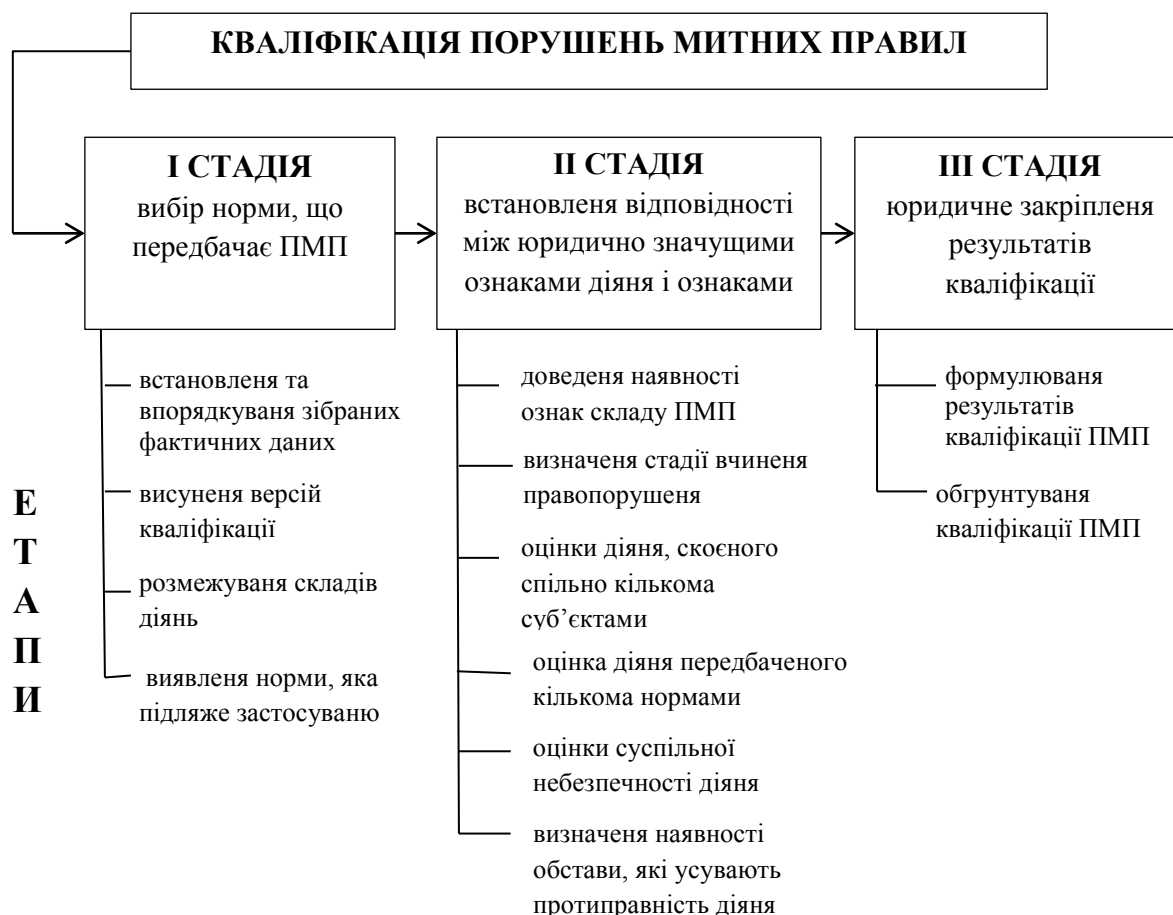 КВАЛІФІКАЦІЯ ПОРУШЕНЬ МИТНИХ ПРАВИЛ
І СТАДІЯ
вибір норми, що
передбачає ПМП
ІІ СТАДІЯ
встановленя відповідності
між юридично значущими
ознаками діяня і ознаками
ІІІ СТАДІЯ
юридичне закріпленя
результатів
кваліфікації
ЕТАПИ
встановленя та
впорядкуваня зібраних
фактичних даних
висуненя версій
кваліфікації
розмежуваня складів
діянь
виявленя норми, яка
підляже застосуваню
доведеня наявності
ознак складу ПМП
визначеня стадії вчиненя
правопорушеня
оцінки діяня, скоєного
спільно кількома
суб’єктами
оцінка діяня передбаченого
кількома нормами
оцінки суспільної
небезпечності діяня
визначеня наявності
обстави, які усувають
протиправність діяня
формулюваня
результатів
кваліфікації ПМП
обгрунтуваня
кваліфікації ПМП